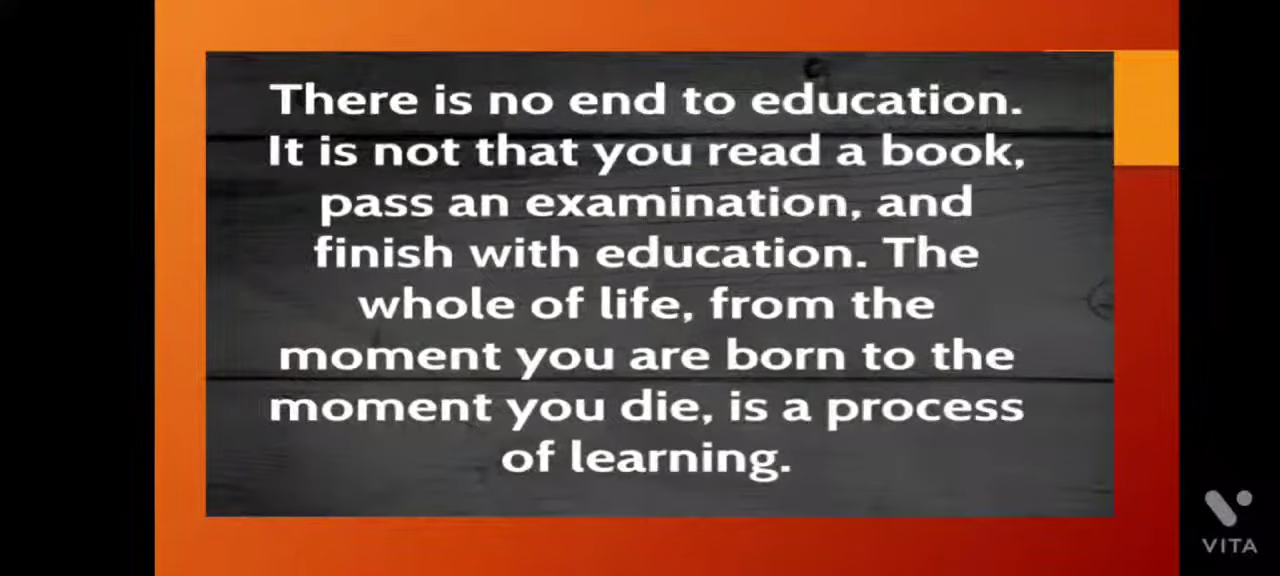 There is no end to education.
It is not that you read a book,
pass an examination, and
finish with education. The
whole of life, from the
moment you are born to the
moment you die, is a process
of learning.
VITA